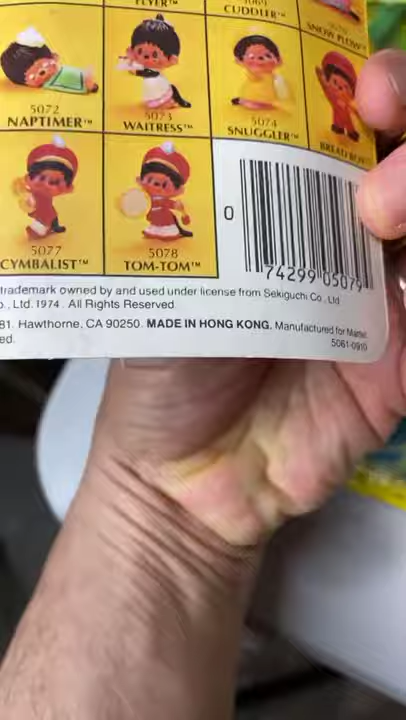 FLYER™
5069
CUDDLER™
SNOW PLOW™
5072
NAPTIMER™
5073
WAITRESS™
5074
SNUGGLER™
BREAD BOX
5077
CYMBALIST™
5078
TOM-TOM™
0 74299 05079
trademark owned by and used under license from Sekiguchi Co., Ltd
o., Ltd. 1974. All Rights Reserved.
81. Hawthorne, CA 90250. MADE IN HONG KONG. Manufactured for Mattel
ed.
5061-0910